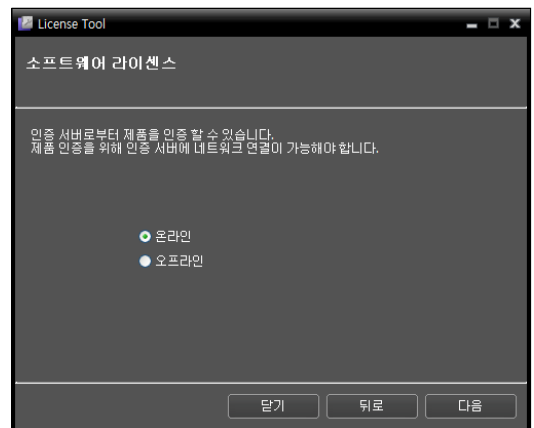 License Tool
소프트웨어 라이센스
인증 서버로부터 제품을 인증 할 수 있습니다.
제품 인증을 위해 인증 서버에 네트워크 연결이 가능해야 합니다.
온라인
오프라인
닫기 뒤로 다음